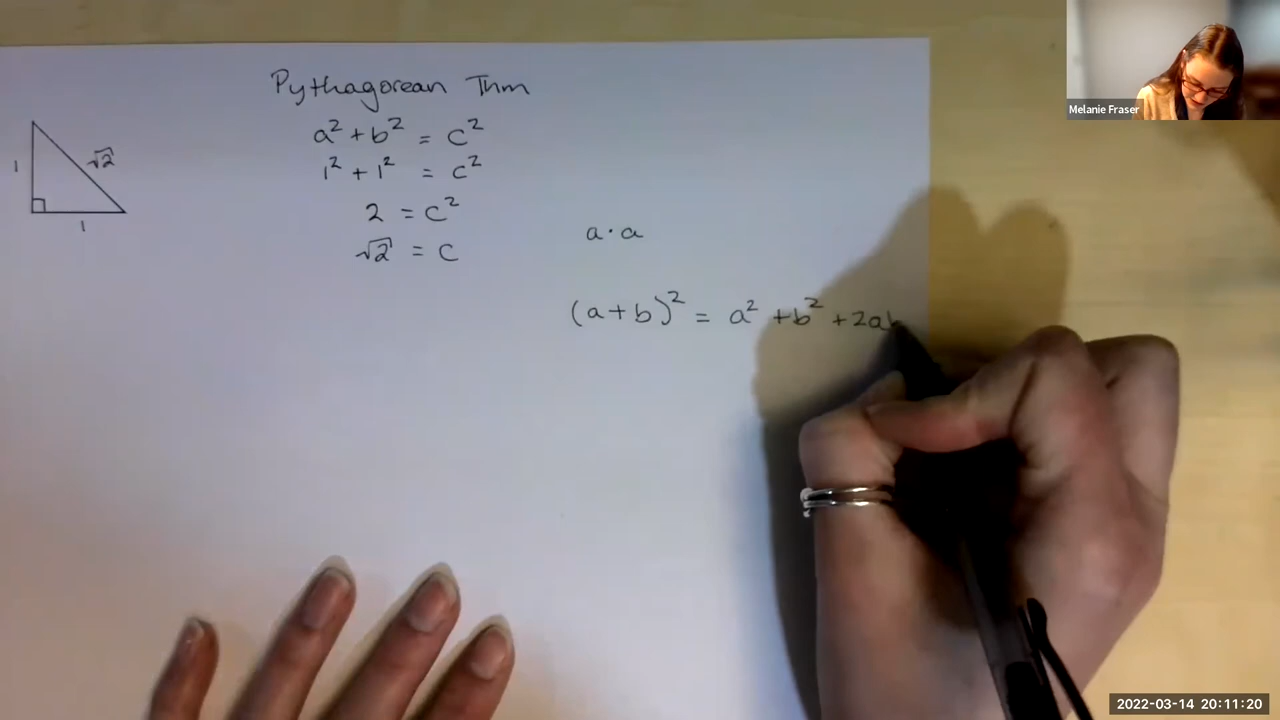 Melanie Fraser
Pythagorean Thm
a² + b² = c²
1² + 1² = c²
2 = c²
√2 = c
1
√2
1
a · a
(a+b)² = a² + b² + 2ab
2022-03-14 20:11:20